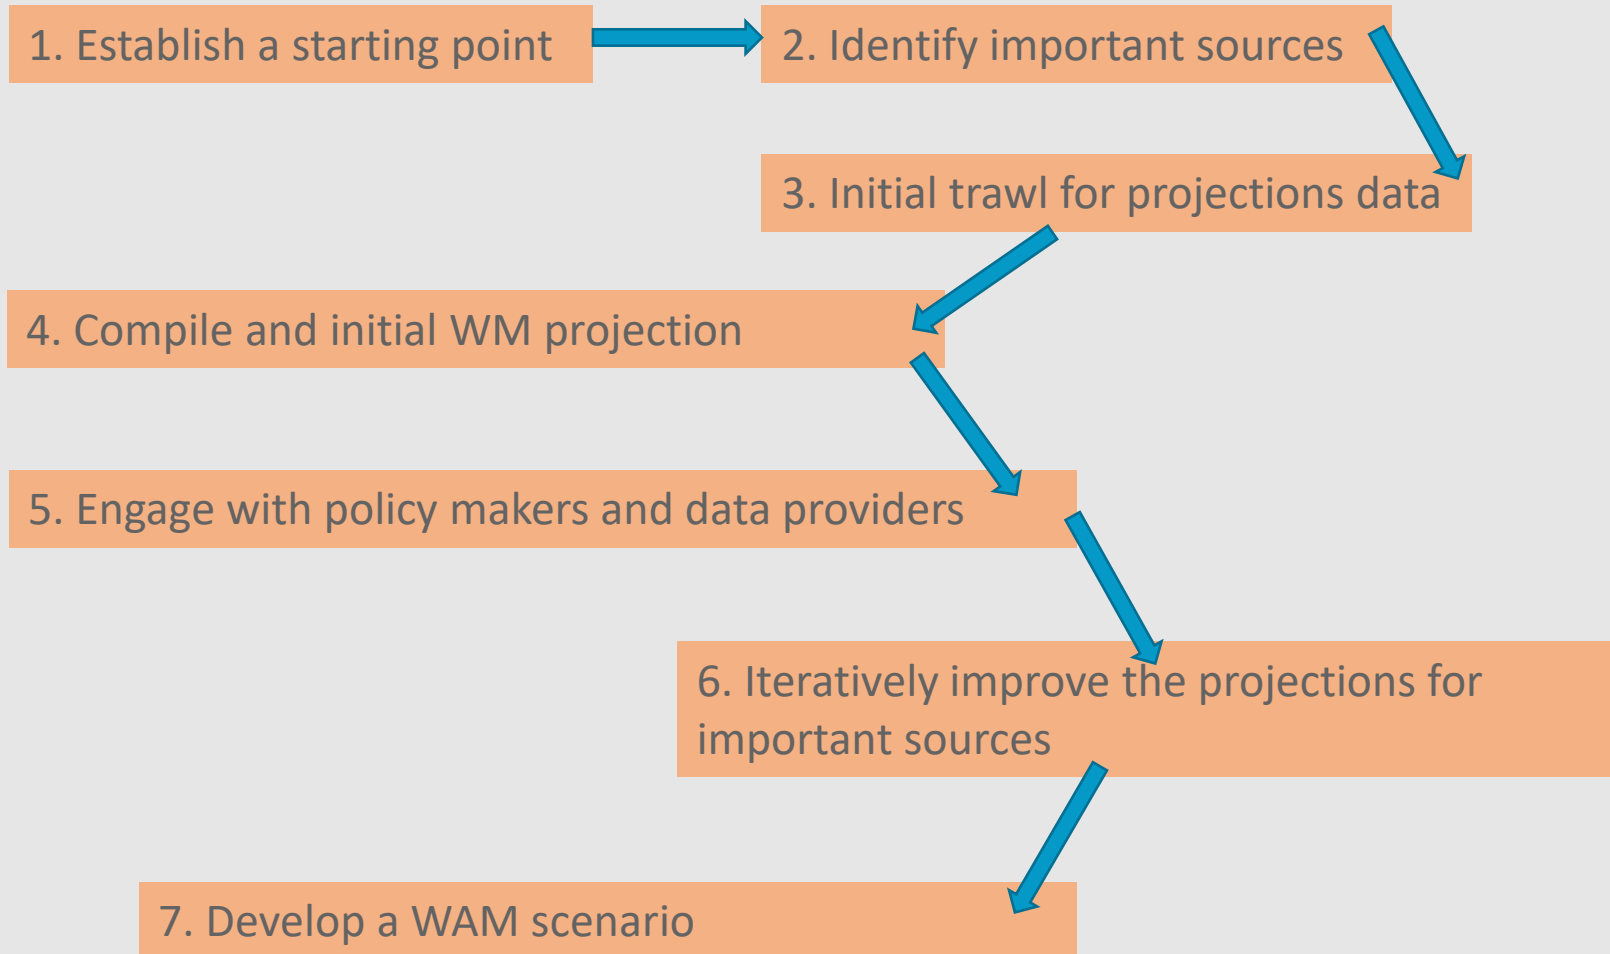 1. Establish a starting point
2. Identify important sources
3. Initial trawl for projections data
4. Compile and initial WM projection
5. Engage with policy makers and data providers
6. Iteratively improve the projections for
important sources
7. Develop a WAM scenario